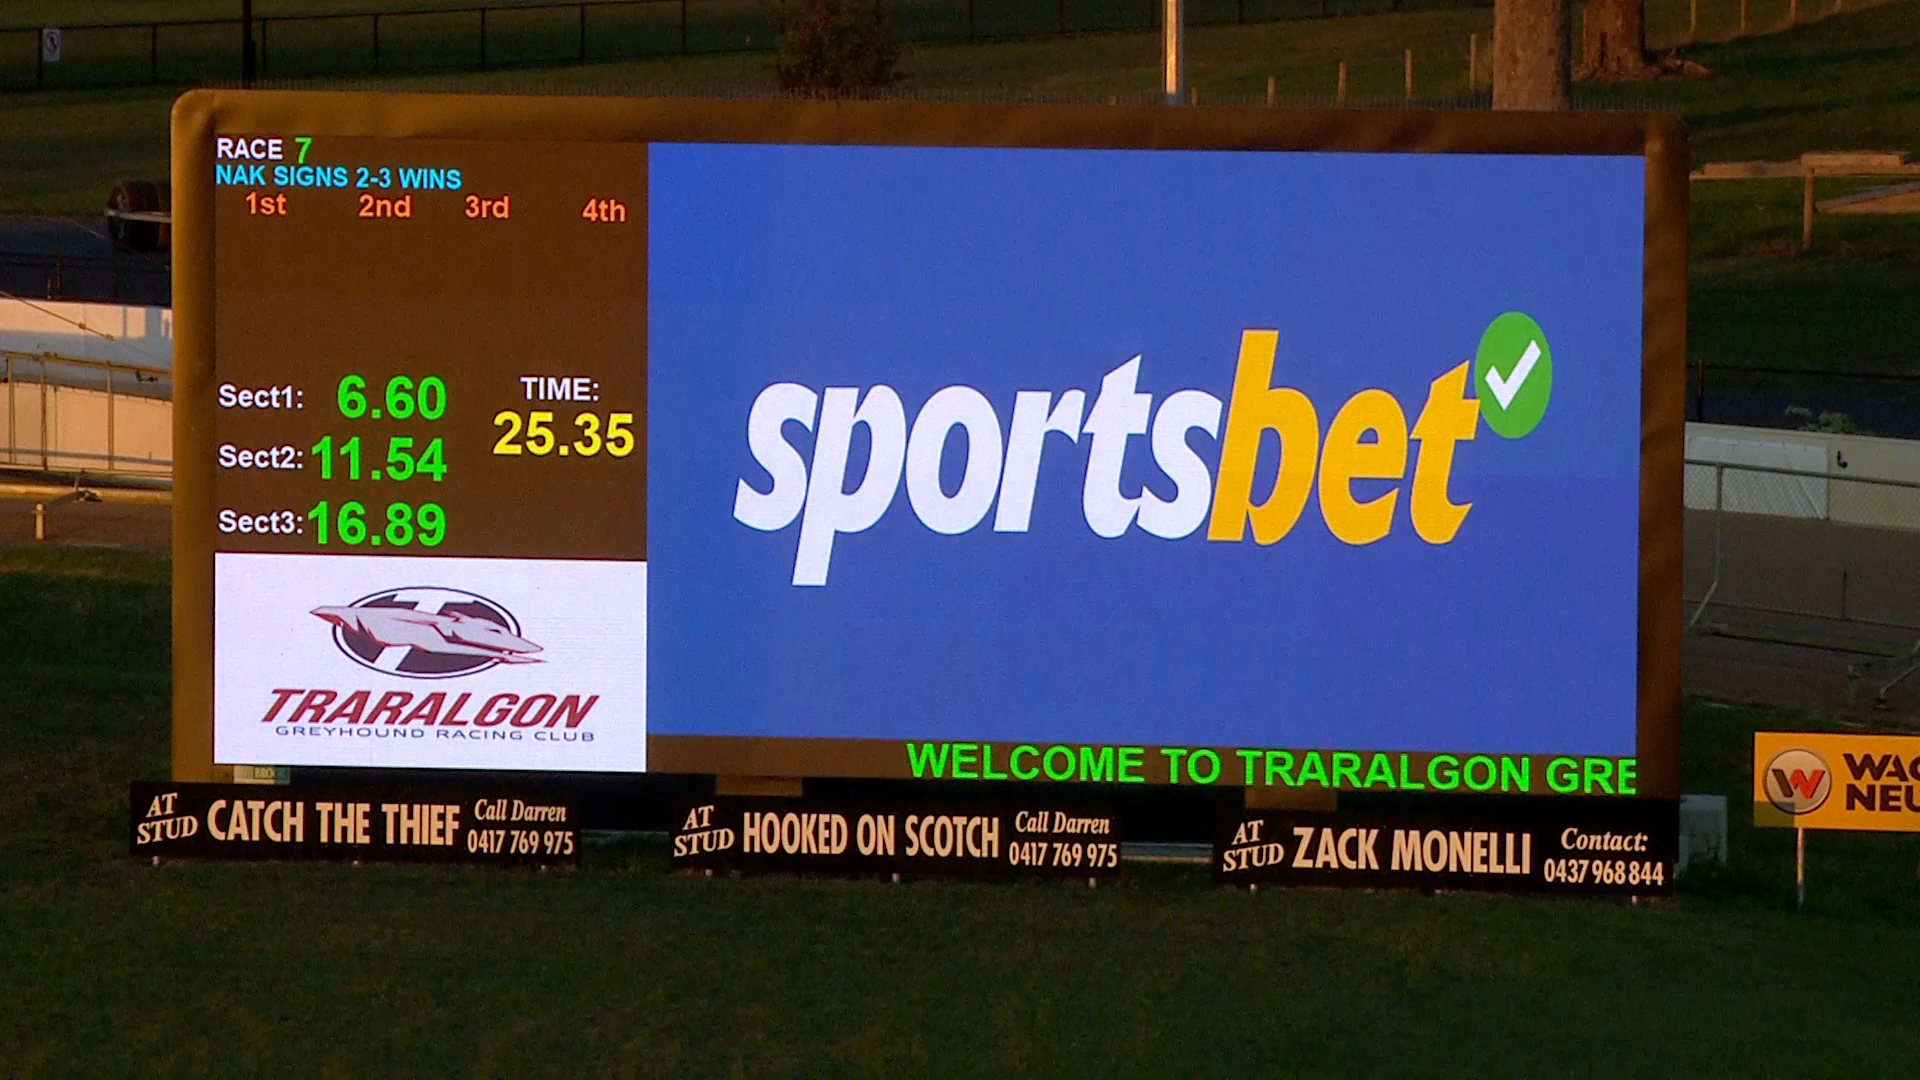 RACE 7
NAK SIGNS 2-3 WINS
1st 2nd 3rd 4th
Sect1: 6.60
Sect2: 11.54
Sect3: 16.89
TIME:
25.35
sportsbet
TRARALGON
GREYHOUND RACING CLUB
WELCOME TO TRARALGON GRE
AT STUD CATCH THE THIEF Call Darren 0417 769 975
AT STUD HOOKED ON SCOTCH Call Darren 0417 769 975
AT STUD ZACK MONELLI Contact: 0437 968 844
W